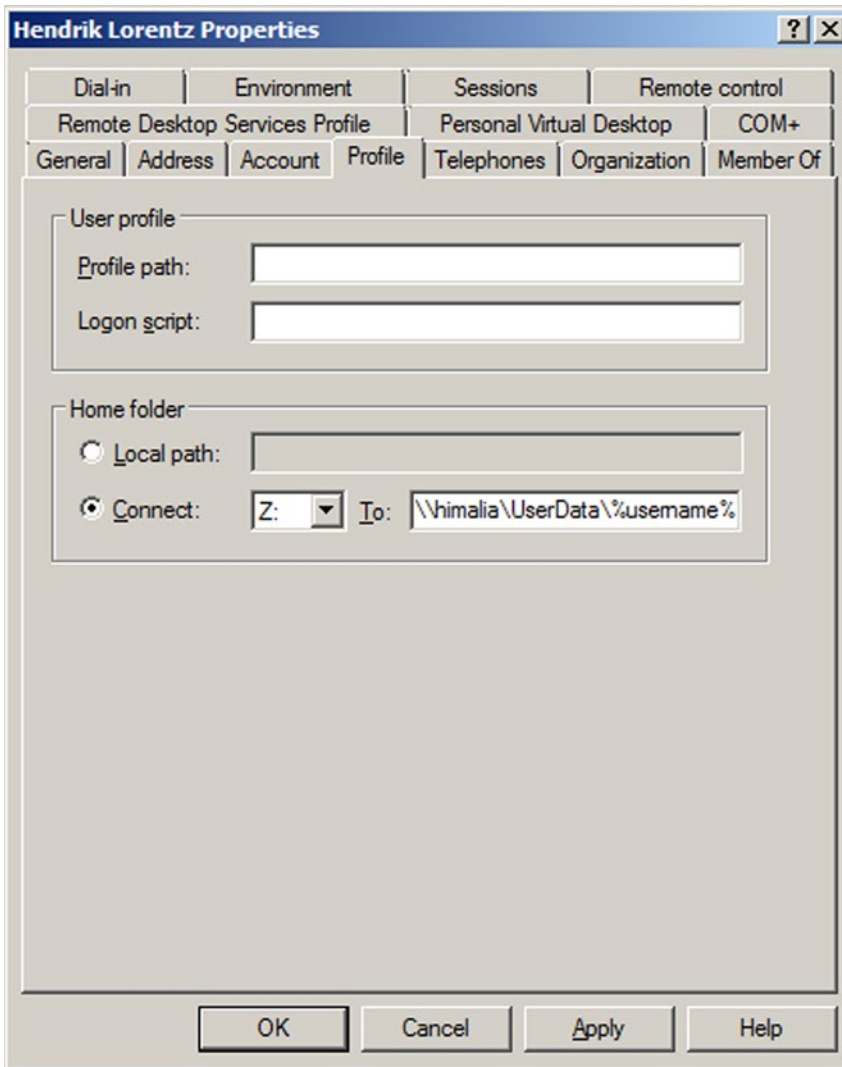 Hendrik Lorentz Properties
Dial-in Environment Sessions Remote control
Remote Desktop Services Profile Personal Virtual Desktop COM+
General Address Account Profile Telephones Organization Member Of
User profile
Profile path:
Logon script:
Home folder
Local path:
Connect: Z: To: \\himalia\UserData\%username%
OK Cancel Apply Help